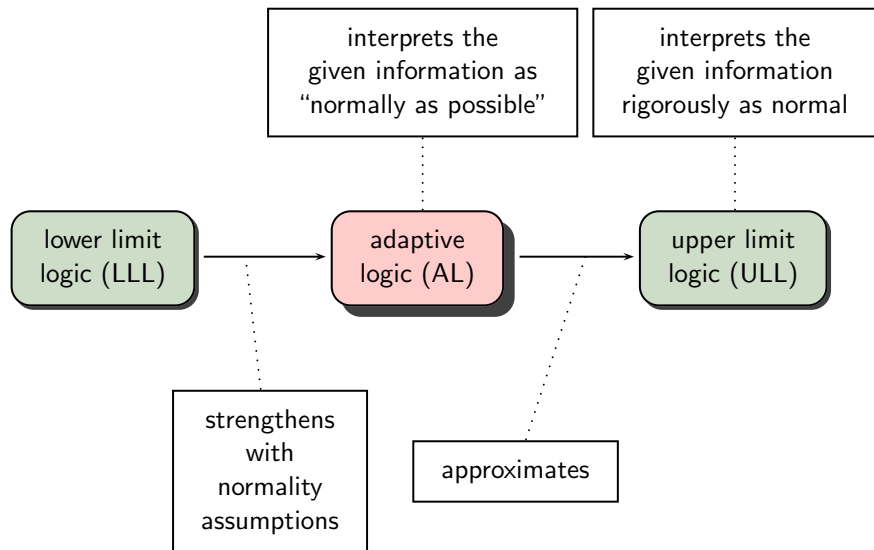 interprets the
given information as
“normally as possible”
interprets the
given information
rigorously as normal
lower limit
logic (LLL)
adaptive
logic (AL)
upper limit
logic (ULL)
strengthens
with
normality
assumptions
approximates